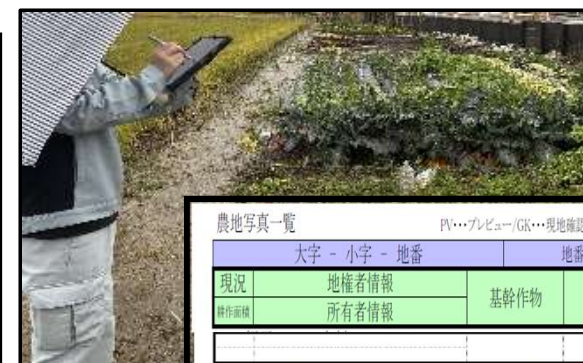 農地写真一覧 PV･･･プレビュー/GK･･･現地確認
大字 - 小字 - 地番 地番
現況 地権者情報 基幹作物
耕作面積 所有者情報